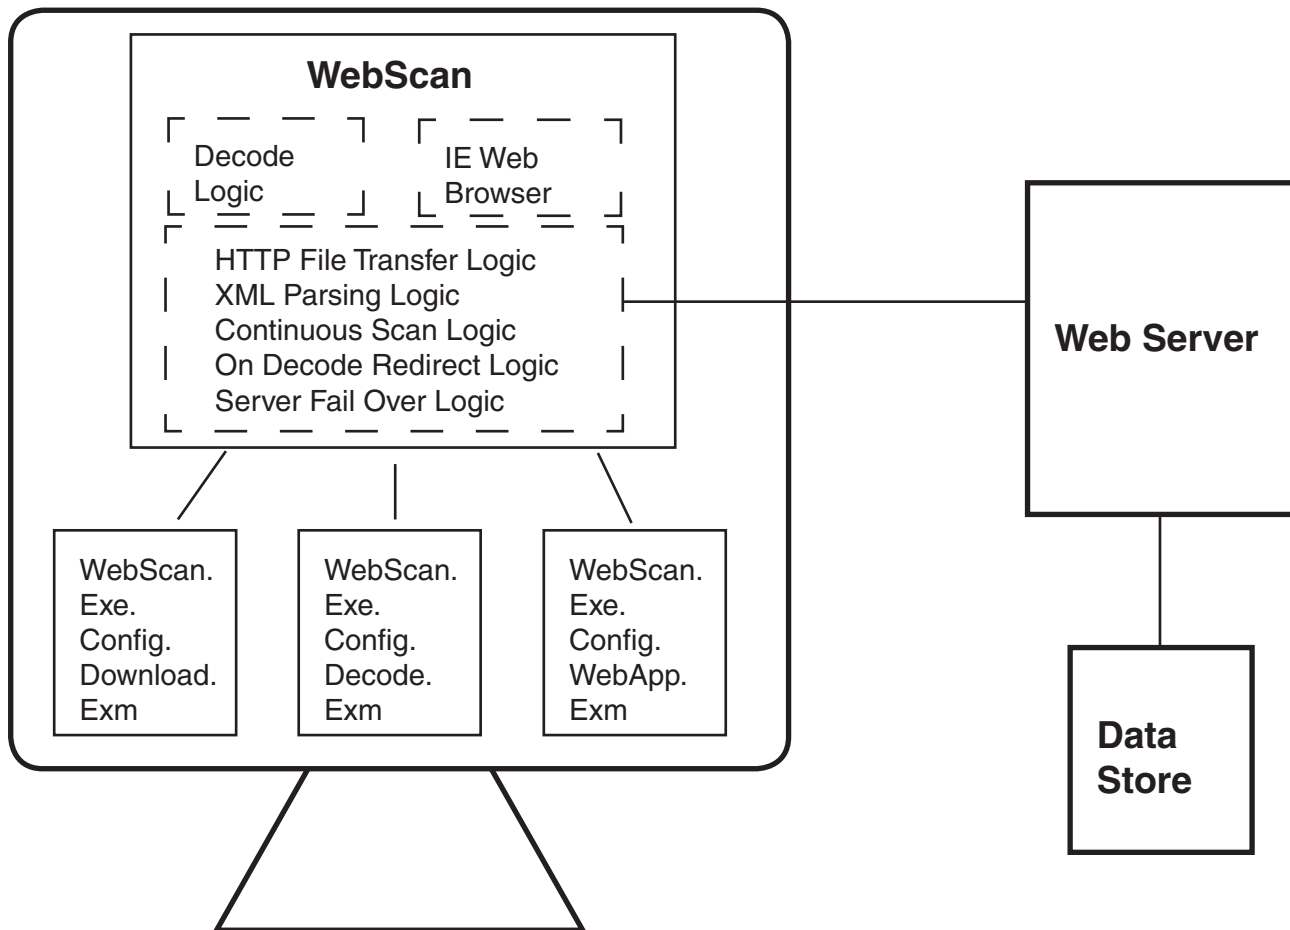 WebScan
Decode
Logic
IE Web
Browser
HTTP File Transfer Logic
XML Parsing Logic
Continuous Scan Logic
On Decode Redirect Logic
Server Fail Over Logic
Web Server
WebScan.
Exe.
Config.
Download.
Exm
WebScan.
Exe.
Config.
Decode.
Exm
WebScan.
Exe.
Config.
WebApp.
Exm
Data
Store